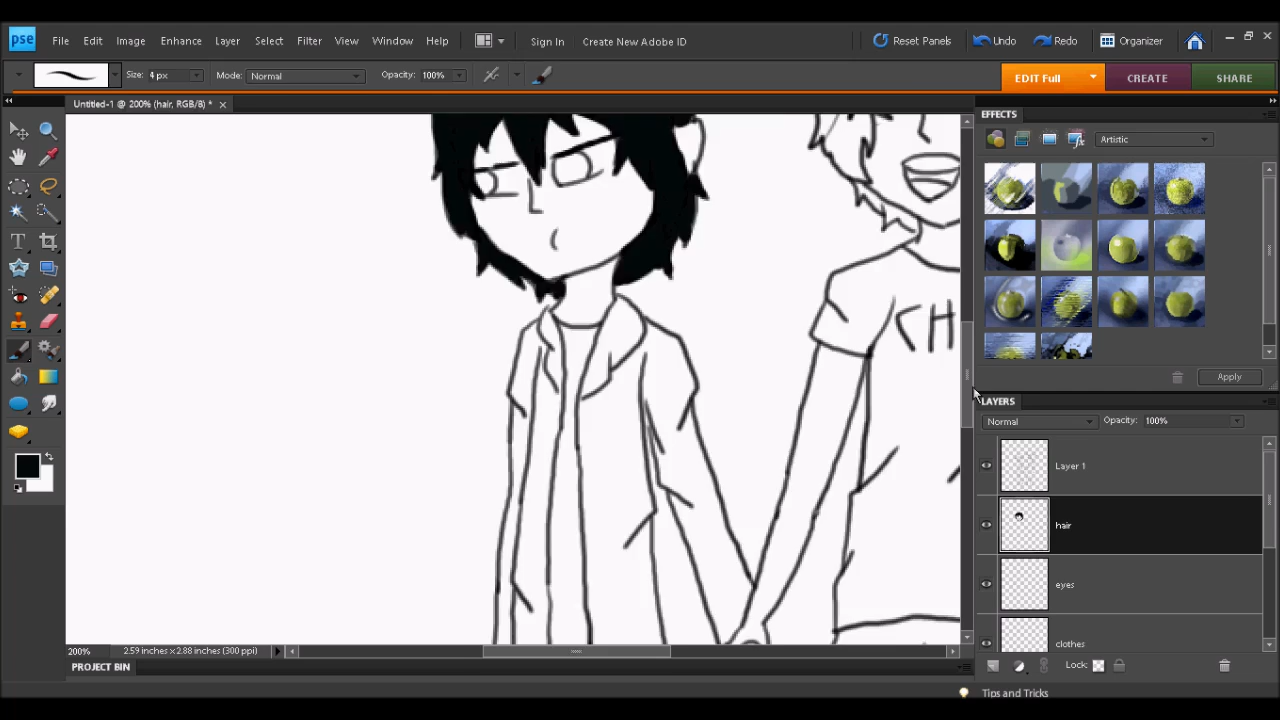 pse File Edit Image Enhance Layer Select Filter View Window Help Sign In Create New Adobe ID Reset Panels Undo Redo Organizer
Size: 4 px Mode: Normal Opacity: 100% EDIT Full CREATE SHARE
Untitled-1 @ 200% (hair, RGB/8) * EFFECTS
Artistic
CH
Apply
LAYERS
Normal Opacity: 100%
Layer 1
hair
eyes
clothes
200% 2.59 inches x 2.88 inches (300 ppi) Lock:
PROJECT BIN
Tips and Tricks